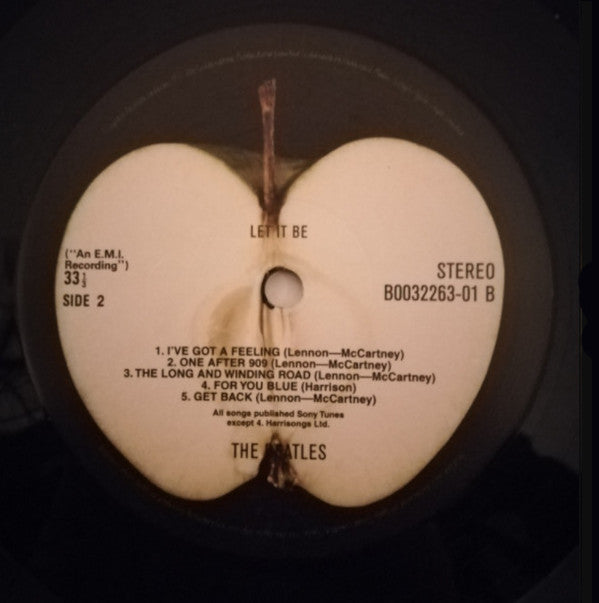 LET IT BE
("An E.M.I.
Recording")
33⅓
SIDE 2
STEREO
B0032263-01 B
1. I'VE GOT A FEELING (Lennon—McCartney)
2. ONE AFTER 909 (Lennon—McCartney)
3. THE LONG AND WINDING ROAD (Lennon—McCartney)
4. FOR YOU BLUE (Harrison)
5. GET BACK (Lennon—McCartney)
All songs published Sony Tunes
except 4. Harrisongs Ltd.
THE BEATLES